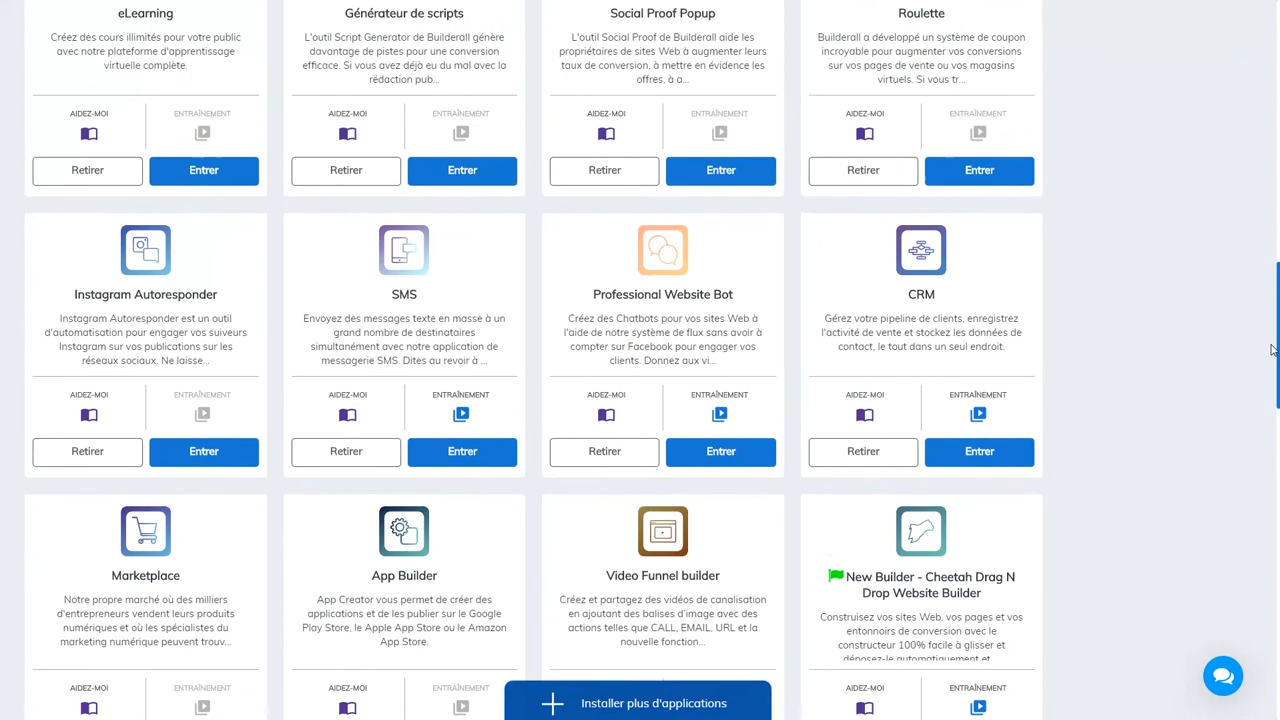 eLearning
Créez des cours illimités pour votre public
avec notre plateforme d'apprentissage
virtuelle complète.
AIDEZ-MOI
ENTRAÎNEMENT
Retirer
Entrer
Générateur de scripts
L'outil Script Generator de Builderall génère
davantage de pistes pour une conversion
efficace. Si vous avez déjà eu du mal avec la
rédaction pub...
AIDEZ-MOI
ENTRAÎNEMENT
Retirer
Entrer
Social Proof Popup
L'outil Social Proof de Builderall aide les
propriétaires de sites Web à augmenter leurs
taux de conversion, à mettre en évidence les
offres, à a...
AIDEZ-MOI
ENTRAÎNEMENT
Retirer
Entrer
Roulette
Builderall a développé un système de coupon
incroyable pour augmenter vos conversions
sur vos pages de vente ou vos magasins
virtuels. Si vous tr...
AIDEZ-MOI
ENTRAÎNEMENT
Retirer
Entrer
Instagram Autoresponder
Instagram Autoresponder est un outil
d'automatisation pour engager vos suiveurs
Instagram sur vos publications sur les
réseaux sociaux. Ne laisse...
AIDEZ-MOI
ENTRAÎNEMENT
Retirer
Entrer
SMS
Envoyez des messages texte en masse à un
grand nombre de destinataires
simultanément avec notre application de
messagerie SMS. Dites au revoir à ...
AIDEZ-MOI
ENTRAÎNEMENT
Retirer
Entrer
Professional Website Bot
Créez des Chatbots pour vos sites Web à
l'aide de notre système de flux sans avoir à
compter sur Facebook pour engager vos
clients. Donnez aux vi...
AIDEZ-MOI
ENTRAÎNEMENT
Retirer
Entrer
CRM
Gérez votre pipeline de clients, enregistrez
l'activité de vente et stockez les données de
contact, le tout dans un seul endroit.
AIDEZ-MOI
ENTRAÎNEMENT
Retirer
Entrer
Marketplace
Notre propre marché où des milliers
d'entrepreneurs vendent leurs produits
numériques et où les spécialistes du
marketing numérique peuvent trouv...
AIDEZ-MOI
ENTRAÎNEMENT
App Builder
App Creator vous permet de créer des
applications et de les publier sur le Google
Play Store, le Apple App Store ou le Amazon
App Store.
AIDEZ-MOI
ENTRAÎNEMENT
Video Funnel builder
Créez et partagez des vidéos de canalisation
en ajoutant des balises d'image avec des
actions telles que CALL, EMAIL, URL et la
nouvelle fonction...
New Builder - Cheetah Drag N
Drop Website Builder
Construisez vos sites Web, vos pages et vos
entonnoirs de conversion avec le
constructeur 100% facile à glisser et
déposez-le automatiquement et
AIDEZ-MOI
ENTRAÎNEMENT
Installer plus d'applications